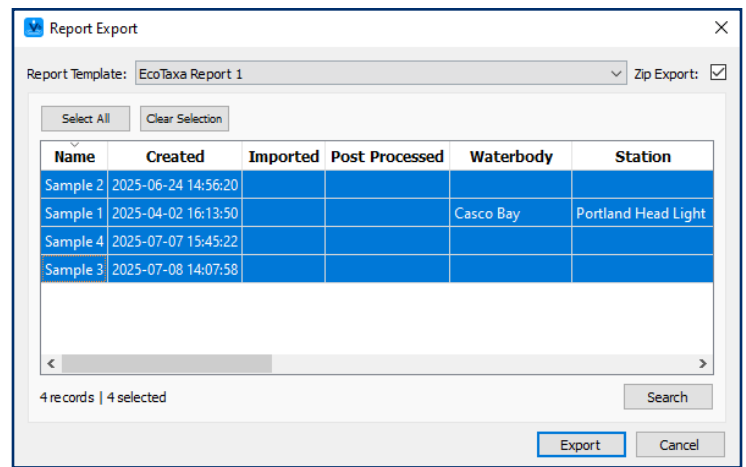 Report Export
Report Template: EcoTaxa Report 1 Zip Export:
Select All Clear Selection
Name Created Imported Post Processed Waterbody Station
Sample 2 2025-06-24 14:56:20
Sample 1 2025-04-02 16:13:50 Casco Bay Portland Head Light
Sample 4 2025-07-07 15:45:22
Sample 3 2025-07-08 14:07:58
4 records | 4 selected Search
Export Cancel